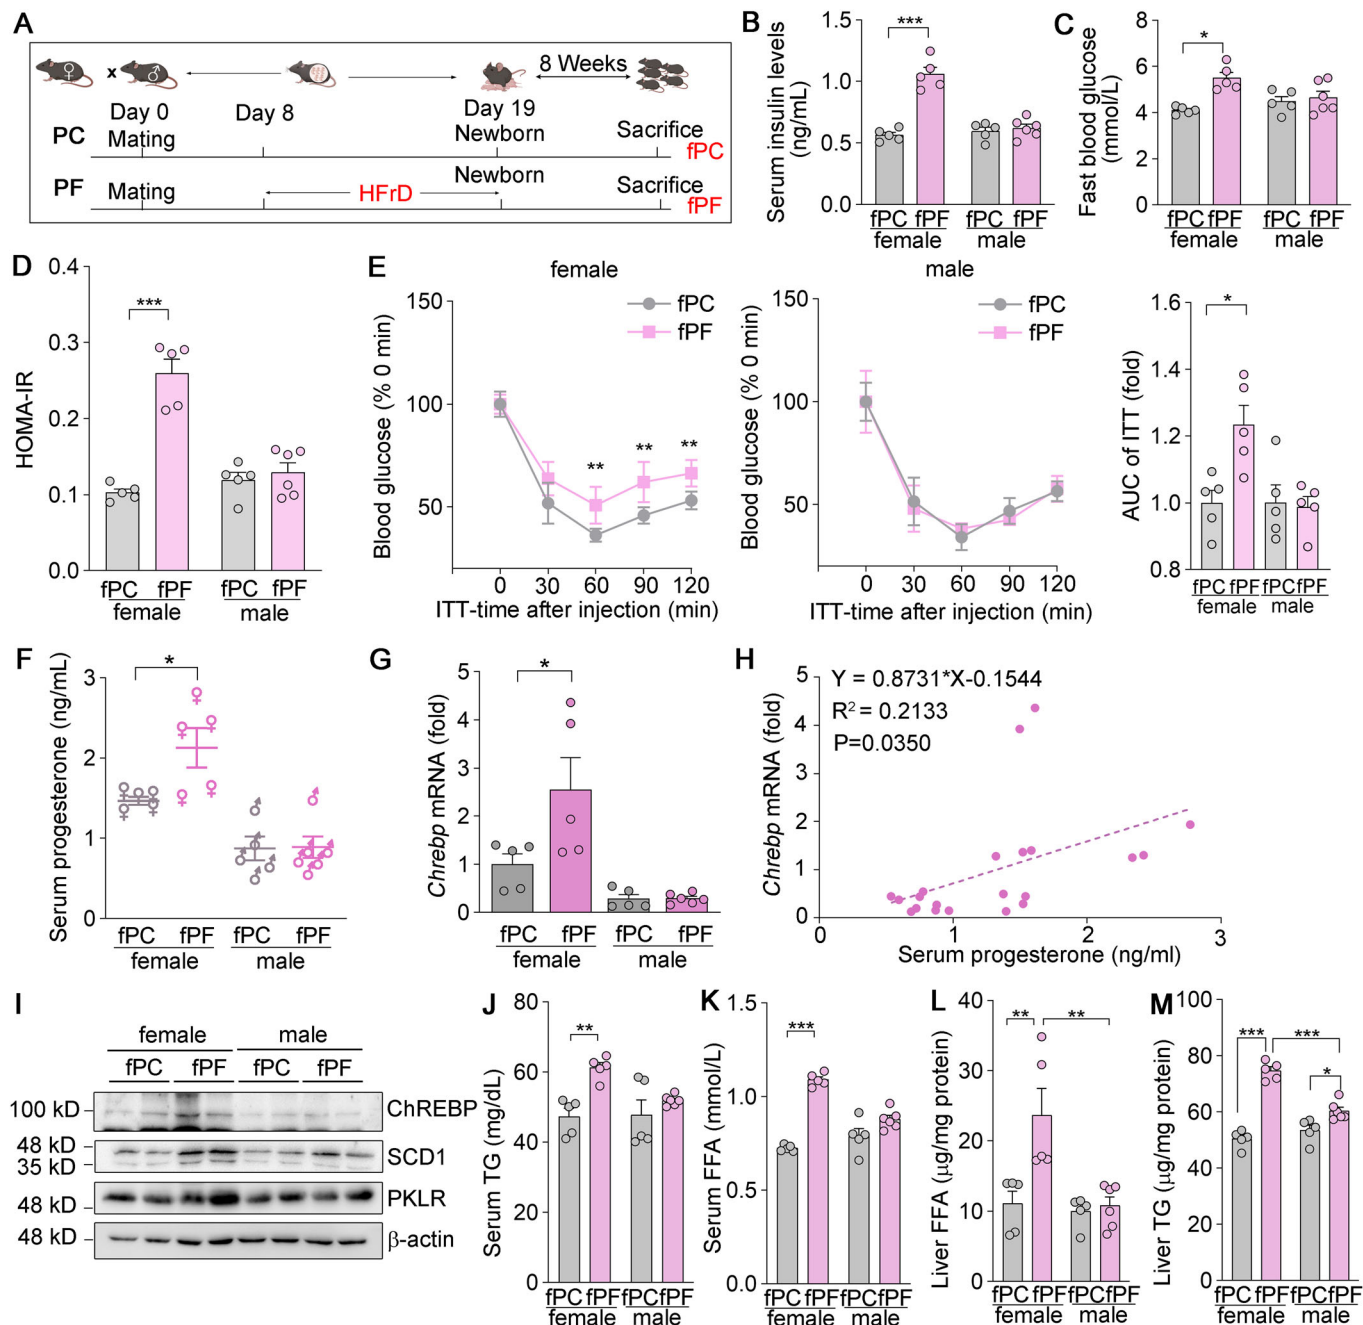 A
♀ x ♂
8 Weeks
Day 0 Day 8 Day 19
PC Mating Newborn Sacrifice
fPC
PF Mating HFrD Newborn Sacrifice
fPF
B
Serum insulin levels
(ng/mL)
1.5
1.0
0.5
0.0
***
fPC fPF fPC fPF
female male
C
Fast blood glucose
(mmol/L)
8
6
4
2
0
*
fPC fPF fPC fPF
female male
D
HOMA-IR
0.4
0.3
0.2
0.1
0.0
***
fPC fPF fPC fPF
female male
E
female
Blood glucose (% 0 min)
150
100
50
fPC
fPF
** ** **
0 30 60 90 120
ITT-time after injection (min)
male
Blood glucose (% 0 min)
150
100
50
fPC
fPF
0 30 60 90 120
ITT-time after injection (min)
AUC of ITT (fold)
1.6
1.4
1.2
1.0
0.8
*
fPC fPF fPC fPF
female male
F
Serum progesterone (ng/mL)
3
2
1
0
*
fPC fPF fPC fPF
female male
G
Chrebp mRNA (fold)
5
4
3
2
1
0
*
fPC fPF fPC fPF
female male
H
Chrebp mRNA (fold)
5
4
3
2
1
0
Y = 0.8731*X-0.1544
R² = 0.2133
P=0.0350
0 1 2 3
Serum progesterone (ng/ml)
I
female male
fPC fPF fPC fPF
100 kD ChREBP
48 kD SCD1
35 kD
48 kD PKLR
48 kD β-actin
J
Serum TG (mg/dL)
80
60
40
20
0
**
fPC fPF fPC fPF
female male
K
Serum FFA (mmol/L)
1.5
1.0
0.5
0.0
***
fPC fPF fPC fPF
female male
L
Liver FFA (µg/mg protein)
40
30
20
10
0
** **
fPC fPF fPC fPF
female male
M
Liver TG (µg/mg protein)
100
80
60
40
20
0
*** ***
*
fPC fPF fPC fPF
female male